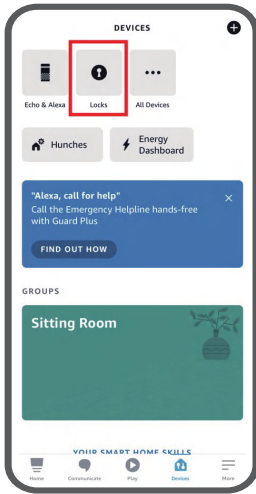 DEVICES
Echo & Alexa
Locks
All Devices
Hunches
Energy
Dashboard
"Alexa, call for help"
Call the Emergency Helpline hands-free
with Guard Plus
FIND OUT HOW
GROUPS
Sitting Room
YOUR SMART HOME SKILLS
Home
Communicate
Play
Devices
More